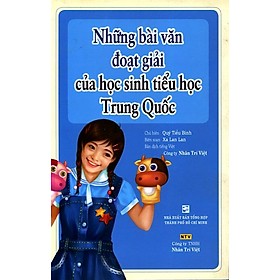 Những bài văn
đoạt giải
của học sinh tiểu học
Trung Quốc
Chủ biên: Quý Tiểu Binh
Biên soạn: Xa Lan Lan
Bản dịch tiếng Việt:
Công ty Nhân Trí Việt
NHÀ XUẤT BẢN TỔNG HỢP
THÀNH PHỐ HỒ CHÍ MINH
NTV
Công ty TNHH
Nhân Trí Việt